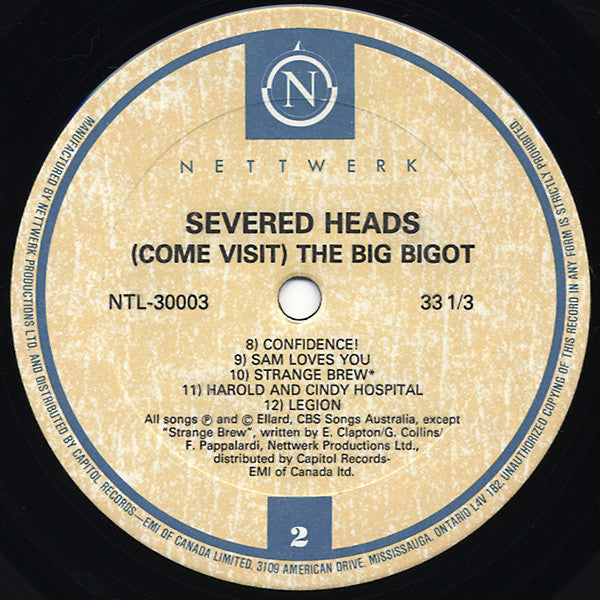 N
NETTWERK
SEVERED HEADS
(COME VISIT) THE BIG BIGOT
NTL-30003
33 1/3
8) CONFIDENCE!
9) SAM LOVES YOU
10) STRANGE BREW*
11) HAROLD AND CINDY HOSPITAL
12) LEGION
All songs ℗ and © Ellard, CBS Songs Australia, except
"Strange Brew", written by E. Clapton/G. Collins/
F. Pappalardi, Nettwerk Productions Ltd.,
distributed by Capitol Records-
EMI of Canada ltd.
2
MANUFACTURED BY NETTWERK PRODUCTIONS LTD. AND DISTRIBUTED BY CAPITOL RECORDS—EMI OF CANADA LIMITED, 3109 AMERICAN DRIVE, MISSISSAUGA, ONTARIO L4V 1B2. UNAUTHORIZED COPYING OF THIS RECORD IN ANY FORM IS STRICTLY PROHIBITED.